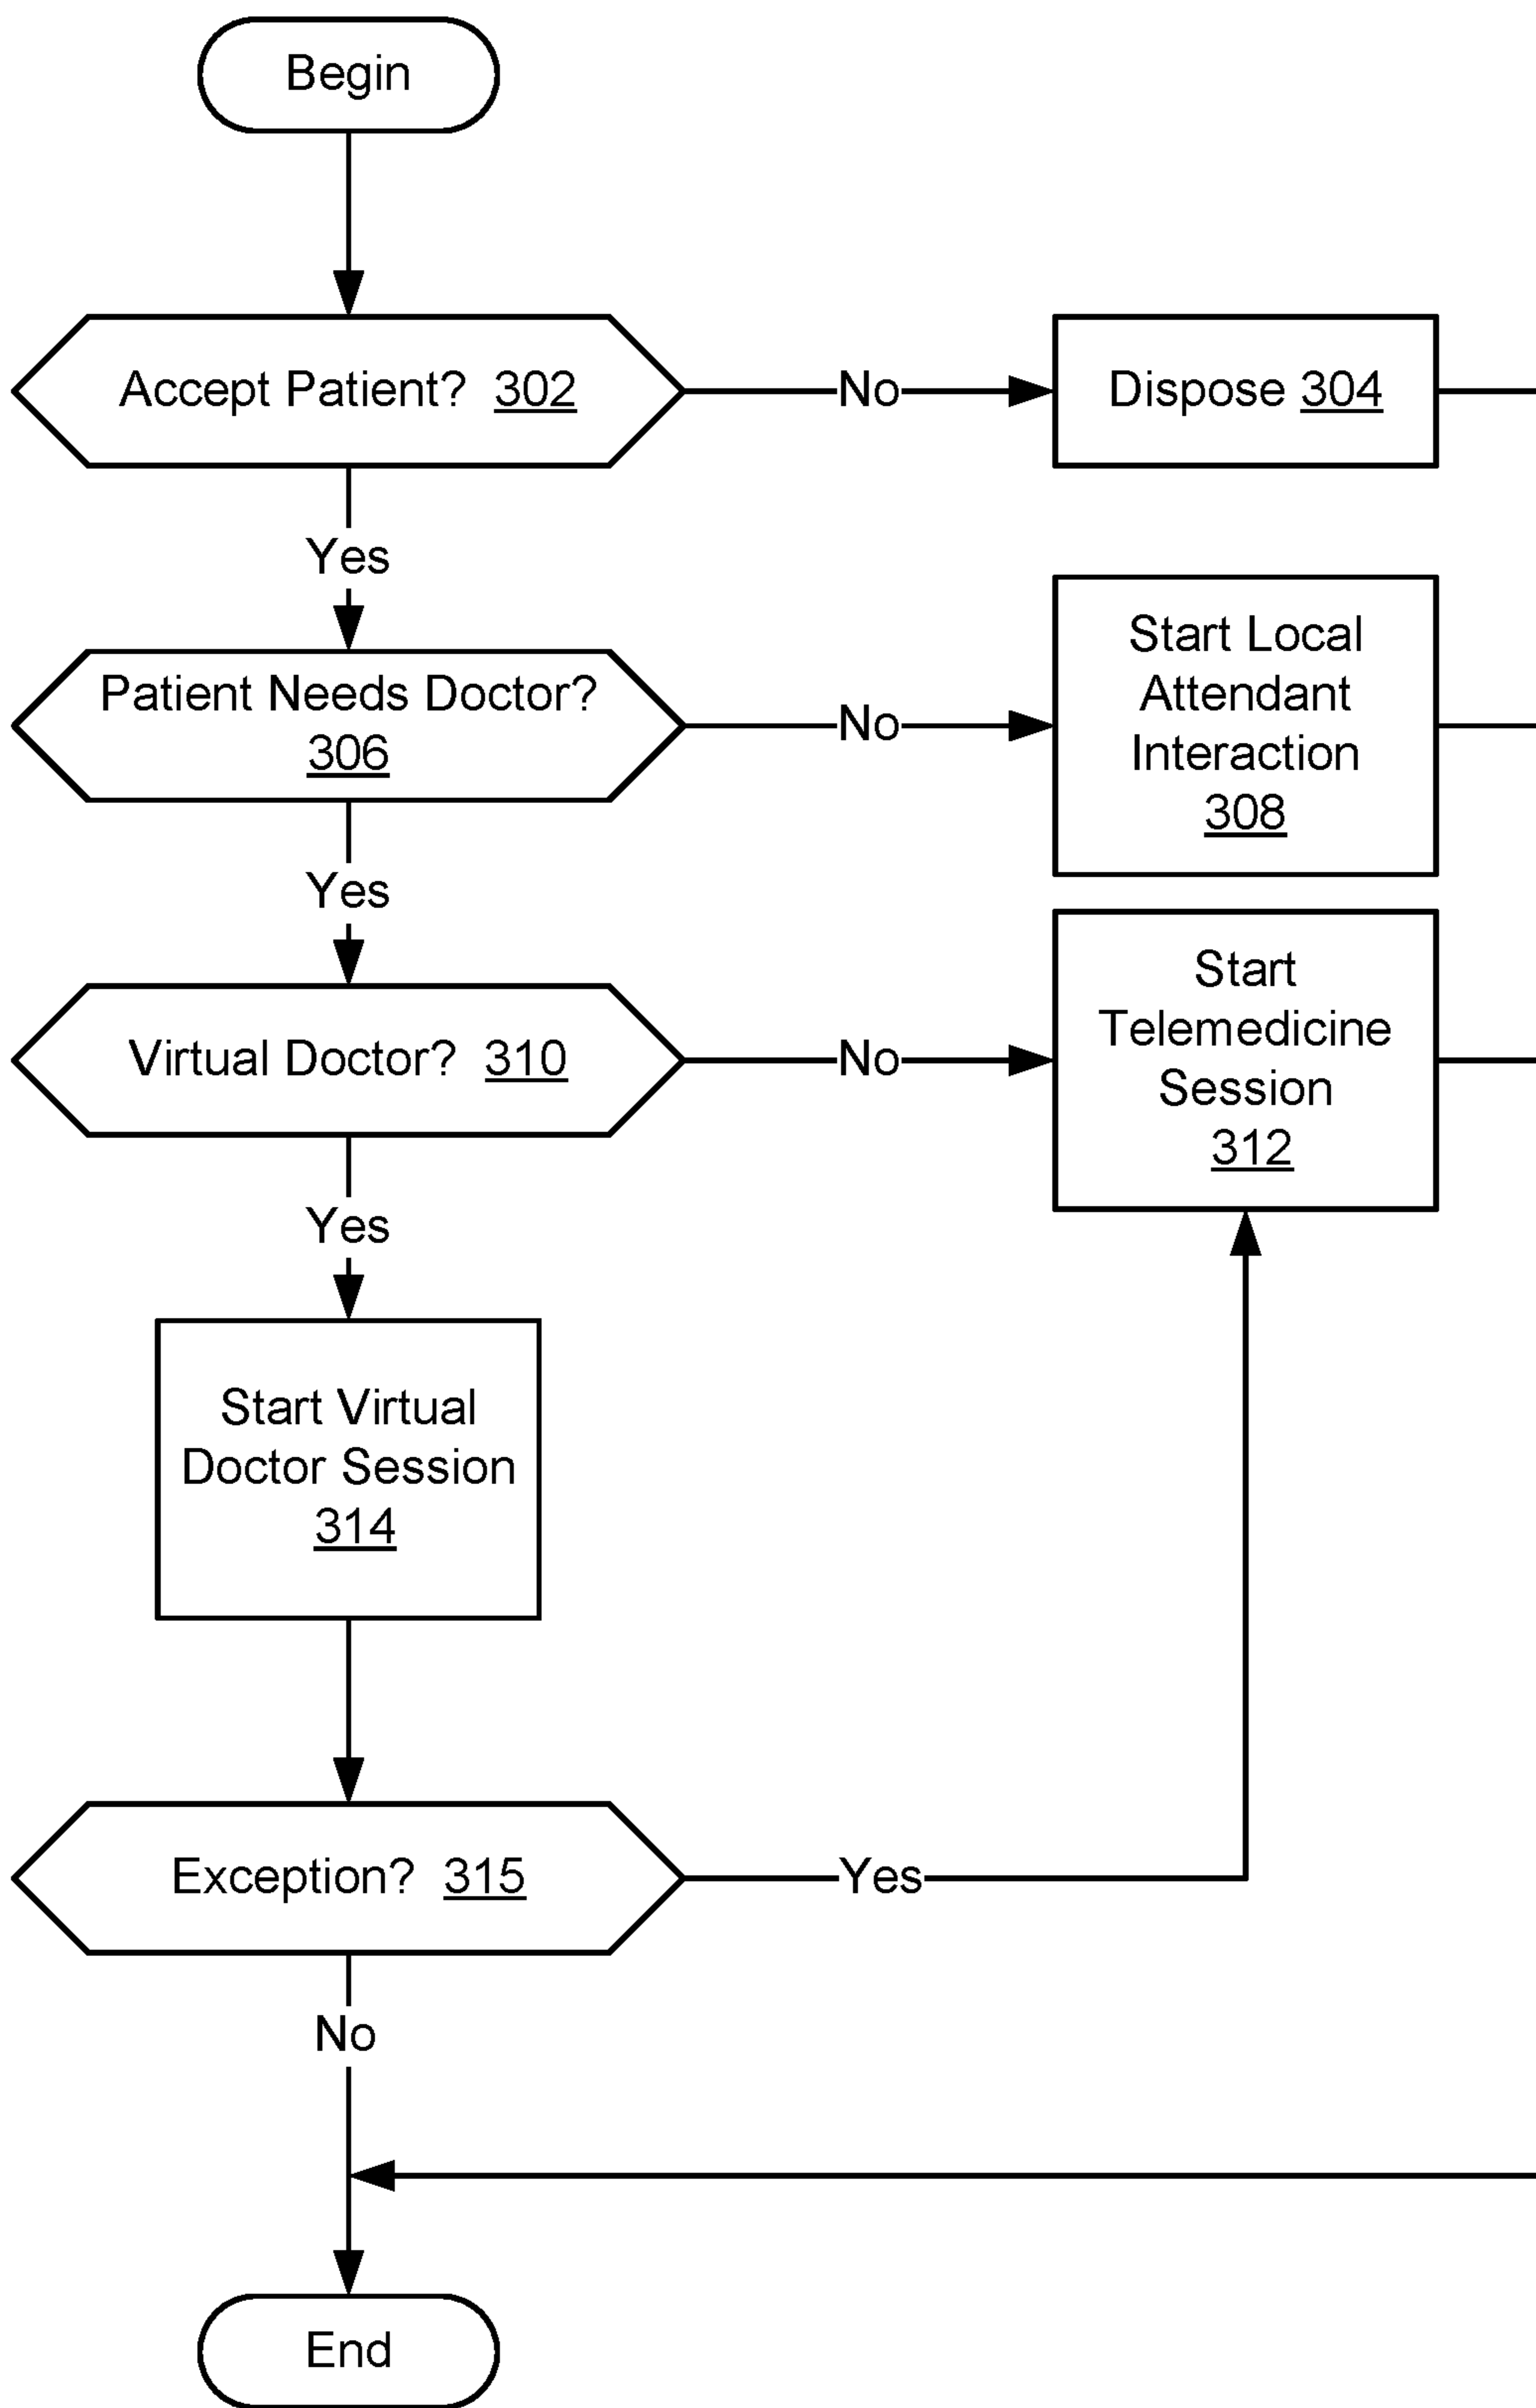 Begin
Accept Patient? 302
No
Dispose 304
Yes
Patient Needs Doctor?
306
No
Start Local
Attendant
Interaction
308
Yes
Virtual Doctor? 310
No
Start
Telemedicine
Session
312
Yes
Start Virtual
Doctor Session
314
Exception? 315
Yes
No
End